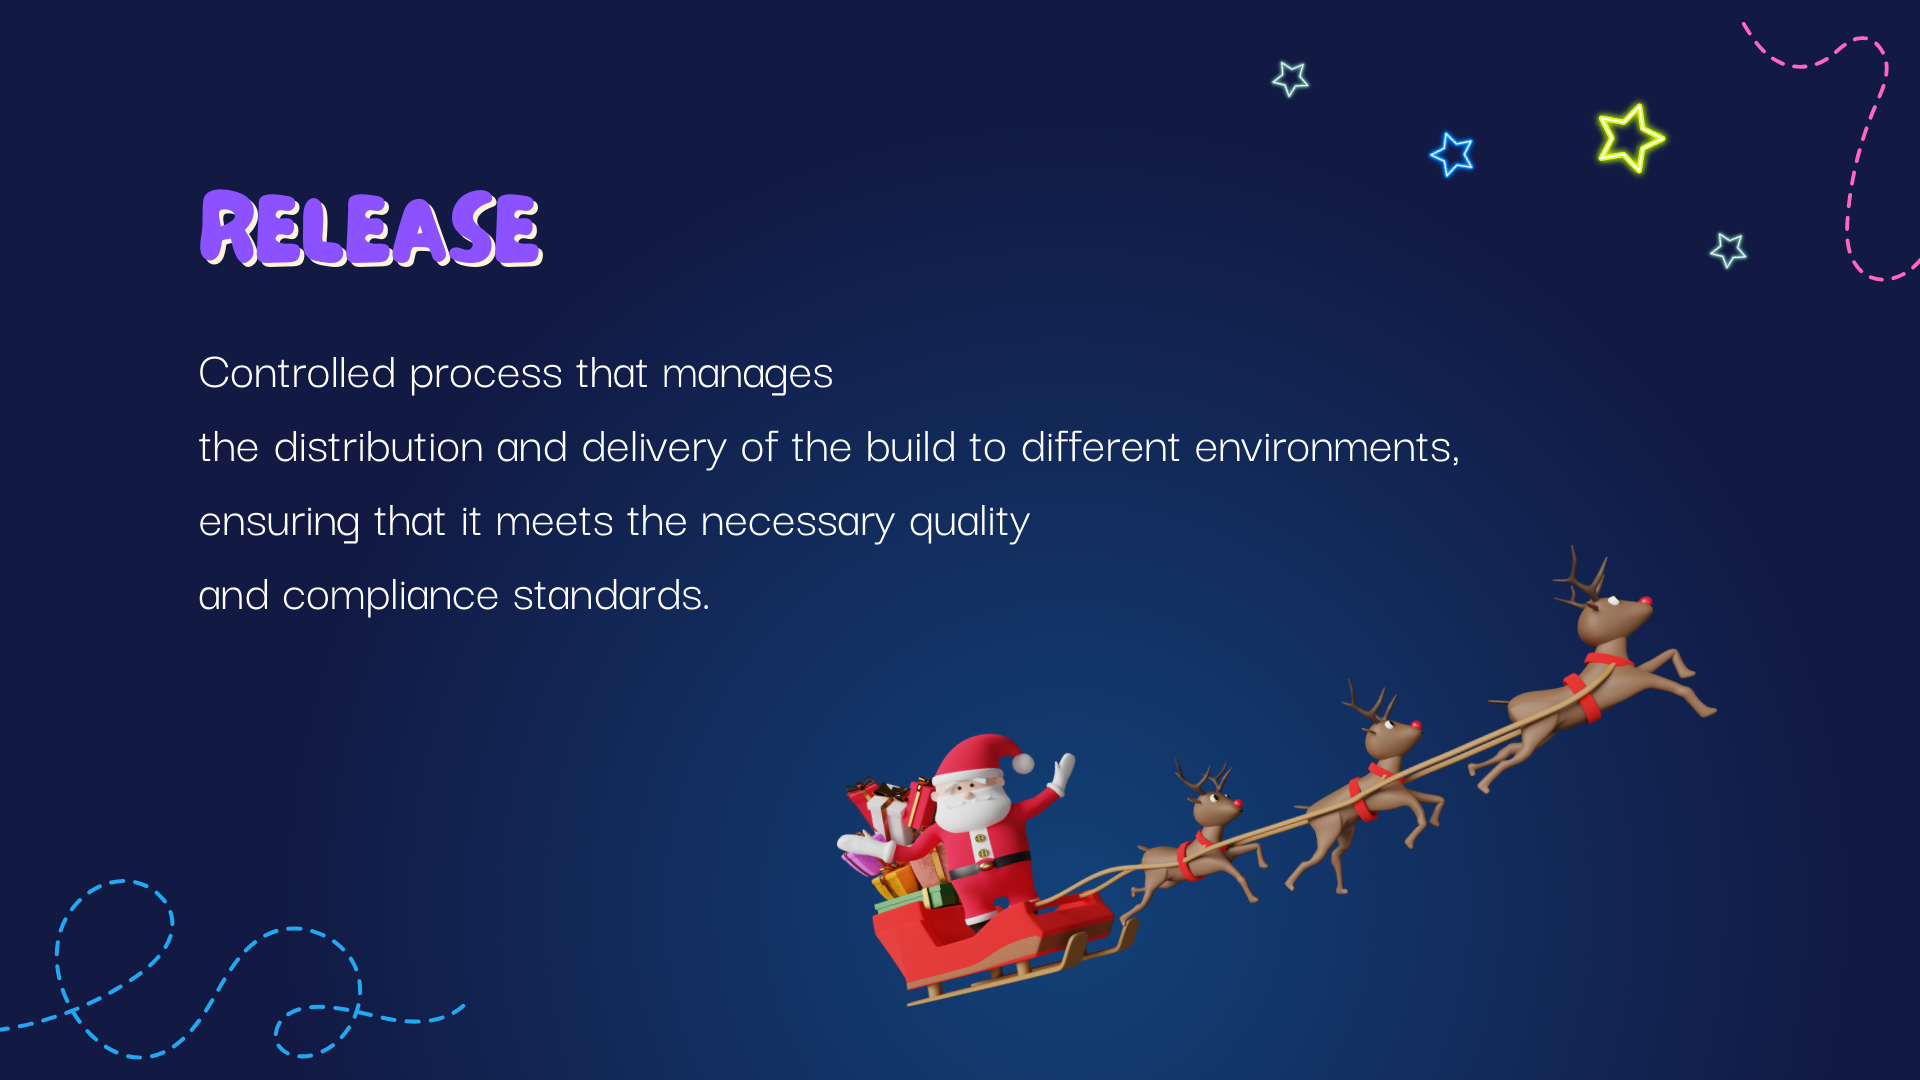 RELEASE
Controlled process that manages
the distribution and delivery of the build to different environments,
ensuring that it meets the necessary quality
and compliance standards.